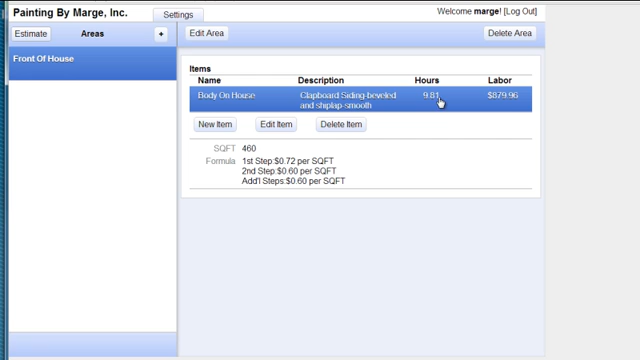 Painting By Marge, Inc.
Settings
Welcome marge! [Log Out]
Estimate
Areas
+
Edit Area
Delete Area
Front Of House
Items
Name Description Hours Labor
Body On House Clapboard Siding-beveled 9.81 $879.96
and shiplap-smooth
New Item
Edit Item
Delete Item
SQFT 460
Formula 1st Step:$0.72 per SQFT
2nd Step:$0.60 per SQFT
Add'l Steps:$0.60 per SQFT